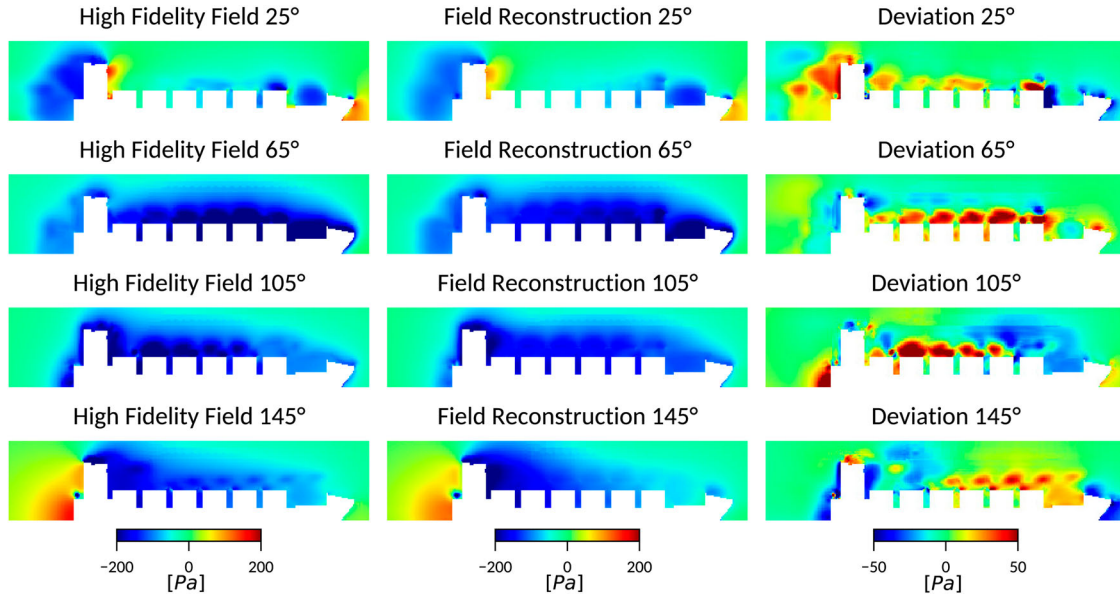 High Fidelity Field 25° Field Reconstruction 25° Deviation 25°
High Fidelity Field 65° Field Reconstruction 65° Deviation 65°
High Fidelity Field 105° Field Reconstruction 105° Deviation 105°
High Fidelity Field 145° Field Reconstruction 145° Deviation 145°
−200 0 200 −200 0 200 −50 0 50
[Pa] [Pa] [Pa]